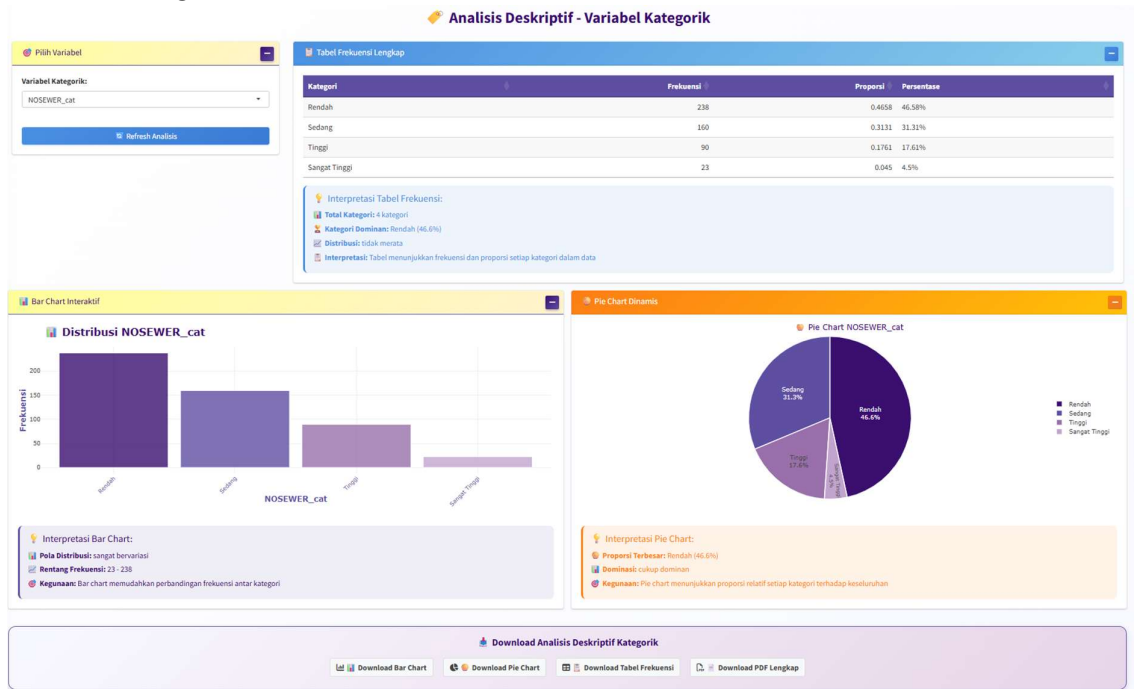 Analisis Deskriptif - Variabel Kategorik
Pilih Variabel
Variabel Kategorik:
NOSEWER_cat
Refresh Analisis
Tabel Frekuensi Lengkap
Kategori Frekuensi Proporsi Persentase
Rendah 238 0.4658 46.58%
Sedang 160 0.3131 31.31%
Tinggi 90 0.1761 17.61%
Sangat Tinggi 23 0.045 4.5%
Interpretasi Tabel Frekuensi:
Total Kategori: 4 kategori
Kategori Dominan: Rendah (46.6%)
Distribusi: tidak merata
Interpretasi: Tabel menunjukkan frekuensi dan proporsi setiap kategori dalam data
Bar Chart Interaktif
Distribusi NOSEWER_cat
Frekuensi
200
150
100
50
0
Rendah
Sedang
Tinggi
Sangat Tinggi
NOSEWER_cat
Interpretasi Bar Chart:
Pola Distribusi: sangat bervariasi
Rentang Frekuensi: 23 - 238
Kegunaan: Bar chart memudahkan perbandingan frekuensi antar kategori
Pie Chart Dinamis
Pie Chart NOSEWER_cat
Sedang
31.3%
Rendah
46.6%
Tinggi
17.6%
Sangat Tinggi
4.5%
Rendah
Sedang
Tinggi
Sangat Tinggi
Interpretasi Pie Chart:
Proporsi Terbesar: Rendah (46.6%)
Dominasi: cukup dominan
Kegunaan: Pie chart menunjukkan proporsi relatif setiap kategori terhadap keseluruhan
Download Analisis Deskriptif Kategorik
Download Bar Chart
Download Pie Chart
Download Tabel Frekuensi
Download PDF Lengkap